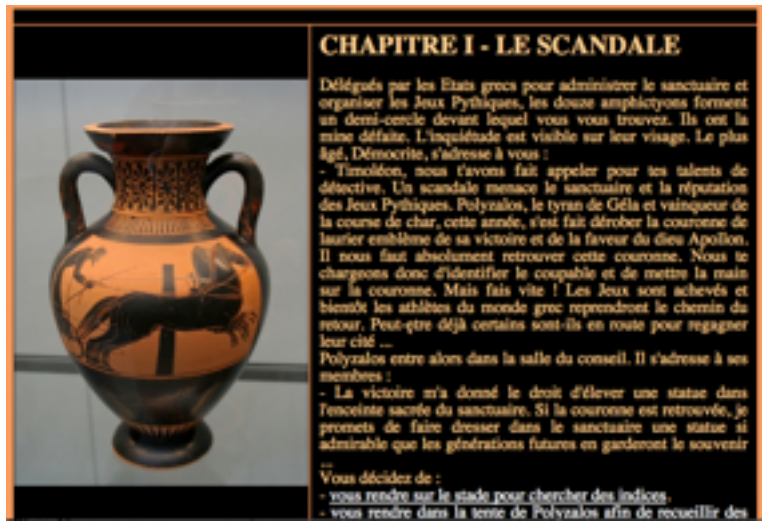 CHAPITRE I - LE SCANDALE
Délégués par les Etats grecs pour administrer le sanctuaire et
organiser les Jeux Pythiques, les douze amphictyons forment
un demi-cercle devant lequel vous vous trouvez. Ils ont la
mine défaite. L'inquiétude est visible sur leur visage. Le plus
âgé, Démocrite, s'adresse à vous :
- Timoléon, nous t'avons fait appeler pour tes talents de
détective. Un scandale menace le sanctuaire et la réputation
des Jeux Pythiques. Polyzalos, le tyran de Géla et vainqueur de
la course de char, cette année, s'est fait dérober la couronne de
laurier emblème de sa victoire et de la faveur du dieu Apollon.
Il nous faut absolument retrouver cette couronne. Nous te
chargeons donc d'identifier le coupable et de mettre la main
sur la couronne. Mais fais vite ! Les Jeux sont achevés et
bientôt les athlètes du monde grec reprendront le chemin du
retour. Peut-être déjà certains sont-ils en route pour regagner
leur cité ...
Polyzalos entre alors dans la salle du conseil. Il s'adresse à ses
membres :
- La victoire m'a donné le droit d'élever une statue dans
l'enceinte sacrée du sanctuaire. Si la couronne est retrouvée, je
promets de faire dresser dans le sanctuaire une statue si
admirable que les générations futures en garderont le souvenir
...
Vous décidez de :
- vous rendre sur le stade pour chercher des indices.
- vous rendre dans la tente de Polyzalos afin de recueillir des